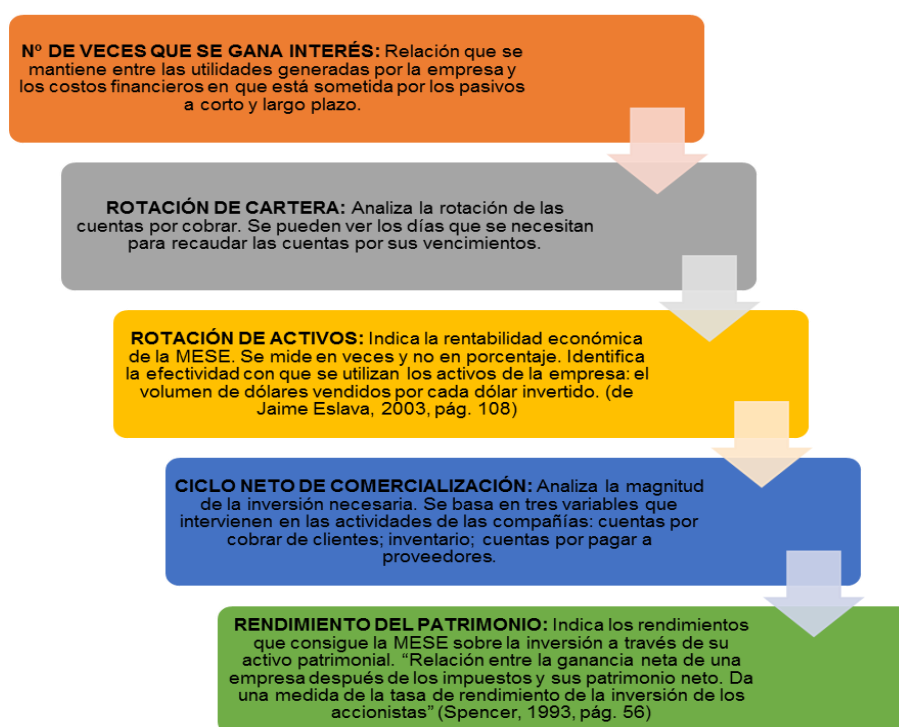 Nº DE VECES QUE SE GANA INTERÉS: Relación que se
mantiene entre las utilidades generadas por la empresa y
los costos financieros en que está sometida por los pasivos
a corto y largo plazo.
ROTACIÓN DE CARTERA: Analiza la rotación de las
cuentas por cobrar. Se pueden ver los días que se necesitan
para recaudar las cuentas por sus vencimientos.
ROTACIÓN DE ACTIVOS: Indica la rentabilidad económica
de la MESE. Se mide en veces y no en porcentaje. Identifica
la efectividad con que se utilizan los activos de la empresa: el
volumen de dólares vendidos por cada dólar invertido. (de
Jaime Eslava, 2003, pág. 108)
CICLO NETO DE COMERCIALIZACIÓN: Analiza la magnitud
de la inversión necesaria. Se basa en tres variables que
intervienen en las actividades de las compañías: cuentas por
cobrar de clientes; inventario; cuentas por pagar a
proveedores.
RENDIMIENTO DEL PATRIMONIO: Indica los rendimientos
que consigue la MESE sobre la inversión a través de su
activo patrimonial. “Relación entre la ganancia neta de una
empresa después de los impuestos y sus patrimonio neto. Da
una medida de la tasa de rendimiento de la inversión de los
accionistas” (Spencer, 1993, pág. 56)